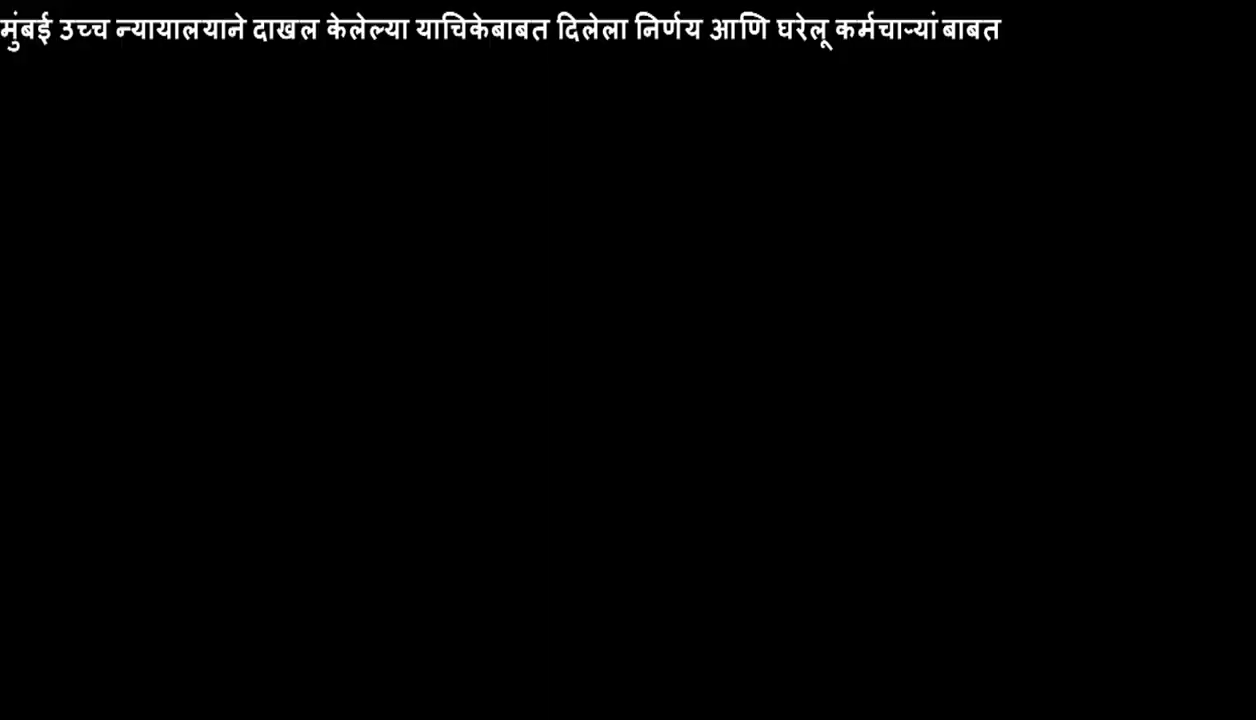 मुंबई उच्च न्यायालयाने दाखल केलेल्या याचिकेबाबत दिलेला निर्णय आणि घरेलू कर्मचाऱ्यां बाबत